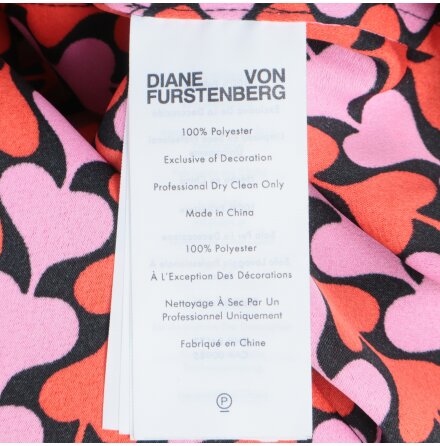 DIANE VON
FURSTENBERG
100% Polyester
Exclusive of Decoration
Professional Dry Clean Only
Made in China
100% Polyester
À L'Exception Des Décorations
Nettoyage À Sec Par Un
Professionnel Uniquement
Fabriqué en Chine
P